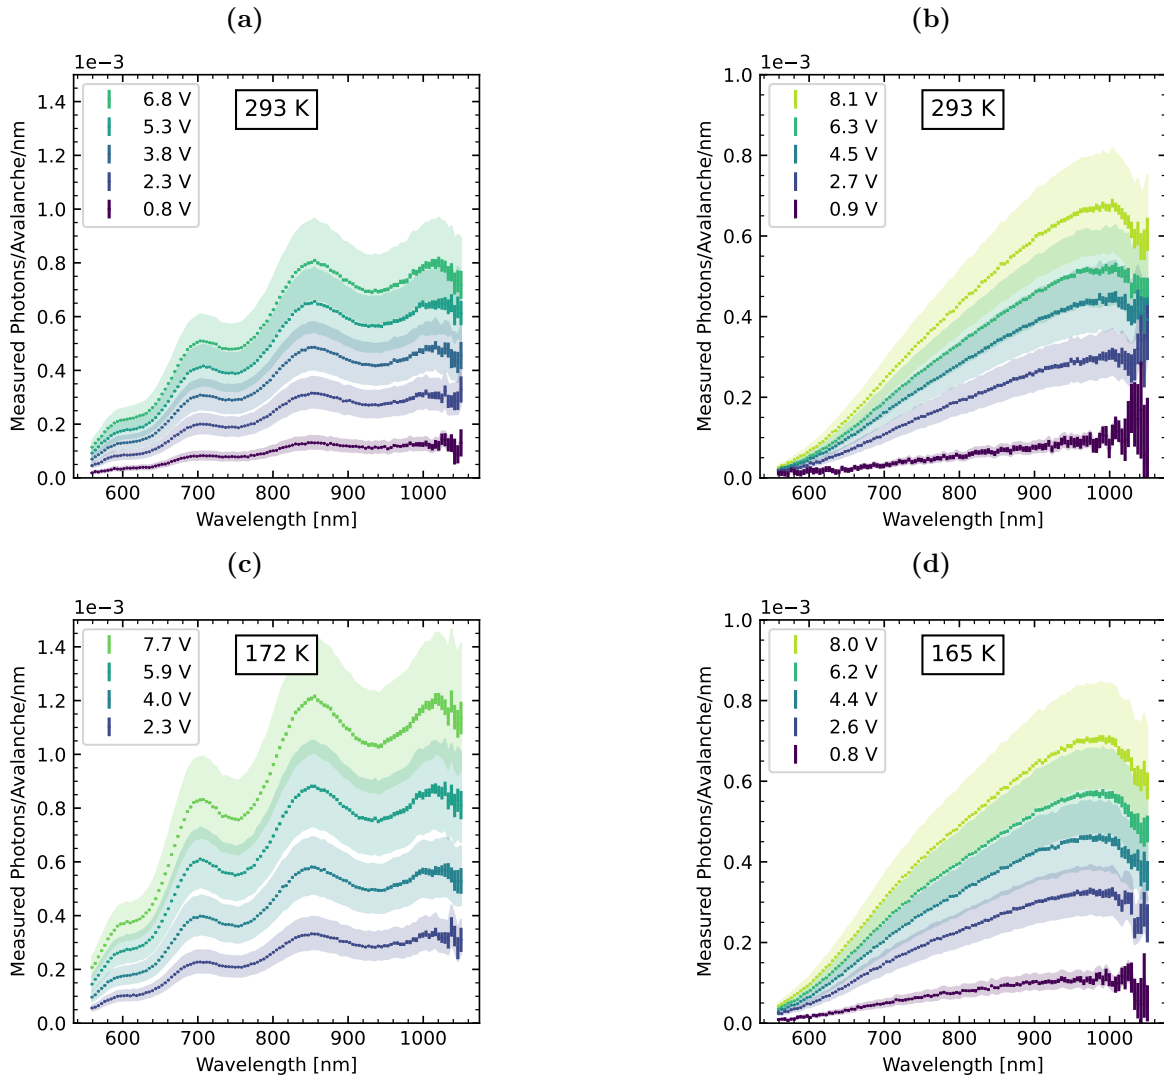 (a)
1e−3
Measured Photons/Avalanche/nm
1.4
1.2
1.0
0.8
0.6
0.4
0.2
0.0
6.8 V
5.3 V
3.8 V
2.3 V
0.8 V
293 K
600 700 800 900 1000
Wavelength [nm]
(b)
1e−3
Measured Photons/Avalanche/nm
1.0
0.8
0.6
0.4
0.2
0.0
8.1 V
6.3 V
4.5 V
2.7 V
0.9 V
293 K
600 700 800 900 1000
Wavelength [nm]
(c)
1e−3
Measured Photons/Avalanche/nm
1.4
1.2
1.0
0.8
0.6
0.4
0.2
0.0
7.7 V
5.9 V
4.0 V
2.3 V
172 K
600 700 800 900 1000
Wavelength [nm]
(d)
1e−3
Measured Photons/Avalanche/nm
1.0
0.8
0.6
0.4
0.2
0.0
8.0 V
6.2 V
4.4 V
2.6 V
0.8 V
165 K
600 700 800 900 1000
Wavelength [nm]